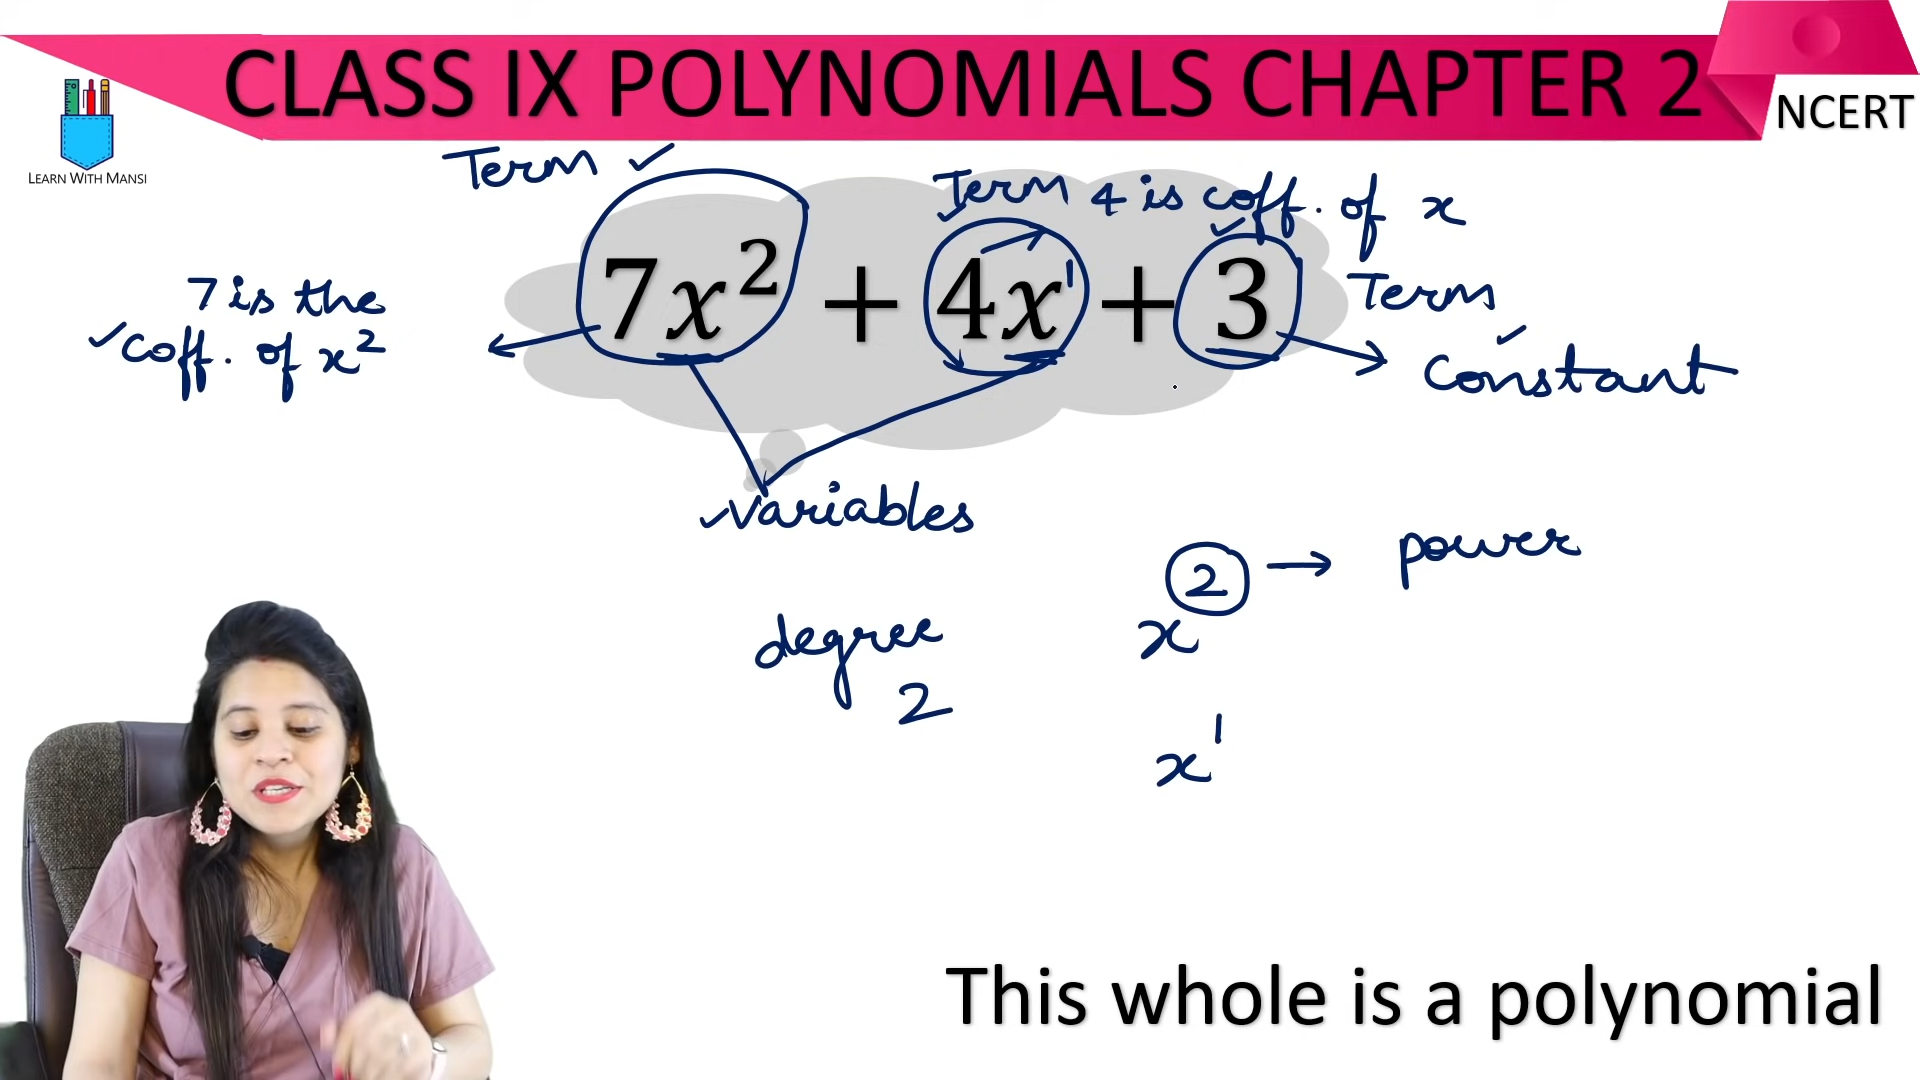 CLASS IX POLYNOMIALS CHAPTER 2
NCERT
LEARN WITH MANSI
Term ✓
Term 4 is coff. of x
7x² + 4x¹ + 3
7 is the
✓coff. of x²
Term
✓
constant
✓variables
x² → power
degree
2
x¹
This whole is a polynomial